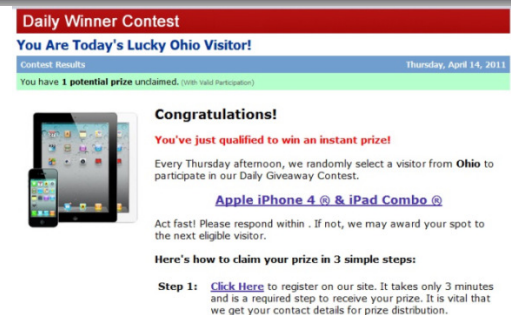 Daily Winner Contest
You Are Today's Lucky Ohio Visitor!
Contest Results Thursday, April 14, 2011
You have 1 potential prize unclaimed. (With Valid Participation)
Congratulations!
You've just qualified to win an instant prize!
Every Thursday afternoon, we randomly select a visitor from Ohio to
participate in our Daily Giveaway Contest.
Apple iPhone 4 ® & iPad Combo ®
Act fast! Please respond within . If not, we may award your spot to
the next eligible visitor.
Here's how to claim your prize in 3 simple steps:
Step 1: Click Here to register on our site. It takes only 3 minutes
and is a required step to receive your prize. It is vital that
we get your contact details for prize distribution.